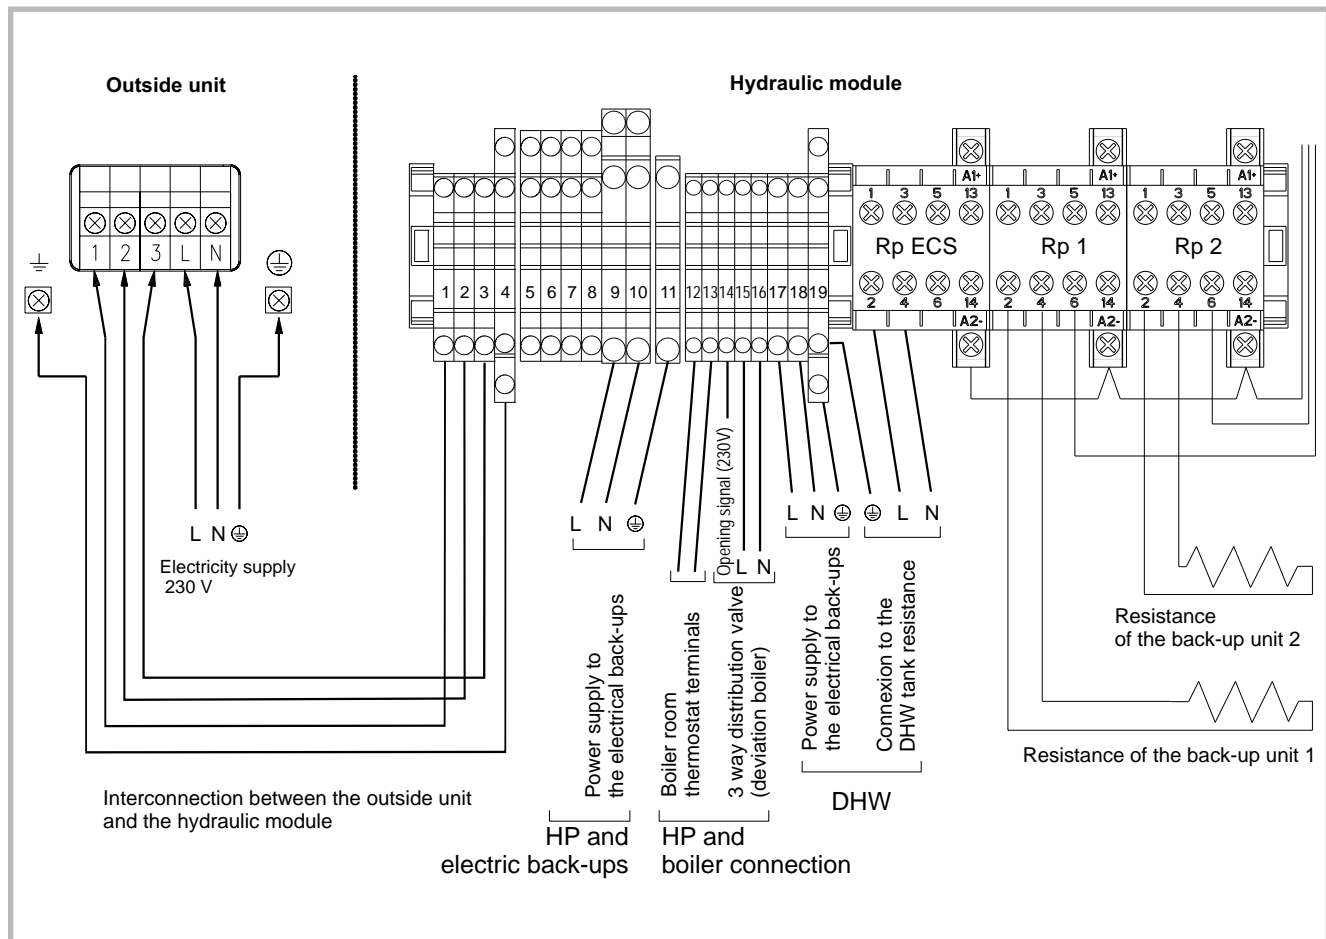 Outside unit
Hydraulic module
1 2 3 L N
1 2 3 4 5 6 7 8 9 10 11 12 13 14 15 16 17 18 19
A1+ A1+ A1+
1 3 5 13 1 3 5 13 1 3 5 13
Rp ECS Rp 1 Rp 2
2 4 6 14 2 4 6 14 2 4 6 14
A2- A2- A2-
L N
Electricity supply
230 V
L N
Opening signal (230V)
L N
L N
L N
Power supply to
the electrical back-ups
Boiler room
thermostat terminals
3 way distribution valve
(deviation boiler)
Power supply to
the electrical back-ups
Connexion to the
DHW tank resistance
Resistance
of the back-up unit 2
Resistance of the back-up unit 1
Interconnection between the outside unit
and the hydraulic module
DHW
HP and
electric back-ups
HP and
boiler connection